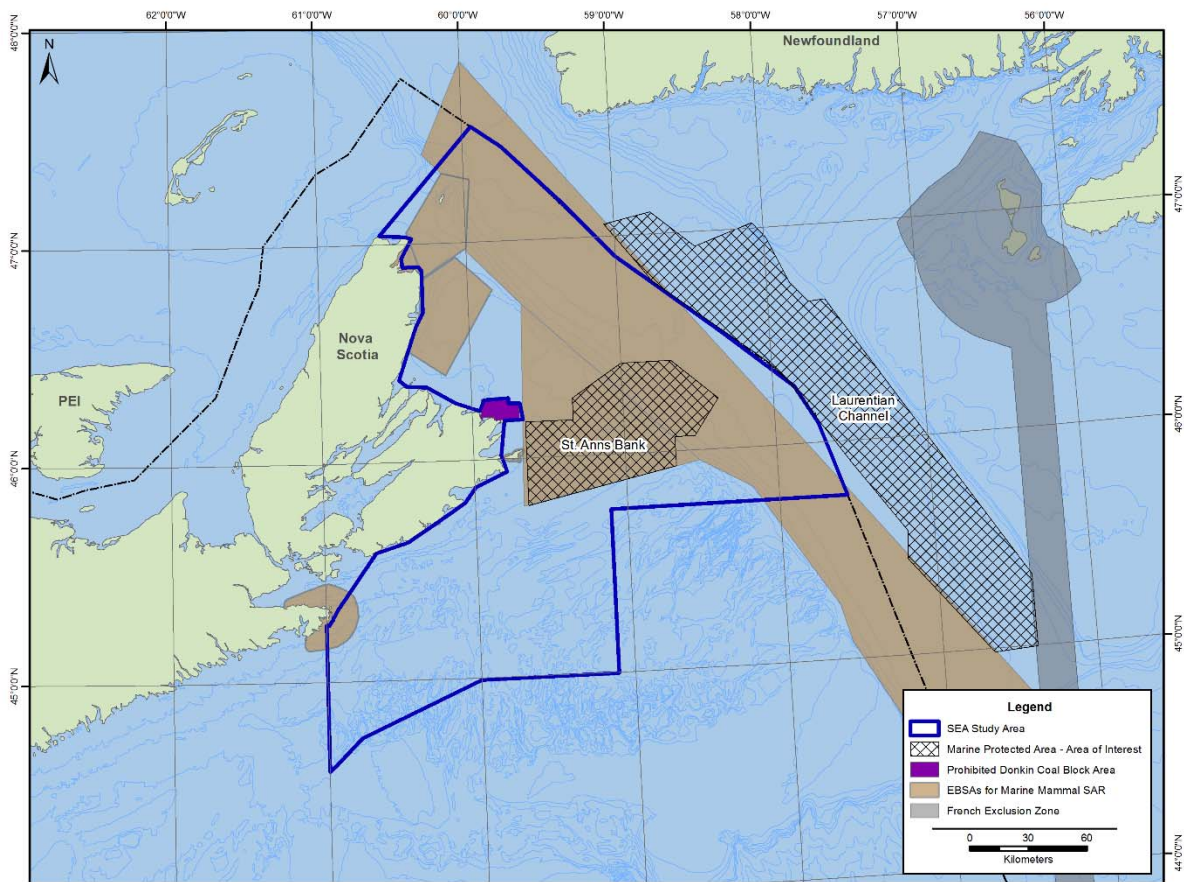 62°0'0"W
61°0'0"W
60°0'0"W
59°0'0"W
58°0'0"W
57°0'0"W
56°0'0"W
48°0'0"N
N
Newfoundland
47°0'0"N
47°0'0"N
Nova
Scotia
PEI
Laurentian
Channel
46°0'0"N
St. Anns Bank
46°0'0"N
45°0'0"N
45°0'0"N
Legend
SEA Study Area
Marine Protected Area - Area of Interest
Prohibited Donkin Coal Block Area
EBSAs for Marine Mammal SAR
French Exclusion Zone
0 30 60
Kilometers
44°0'0"N